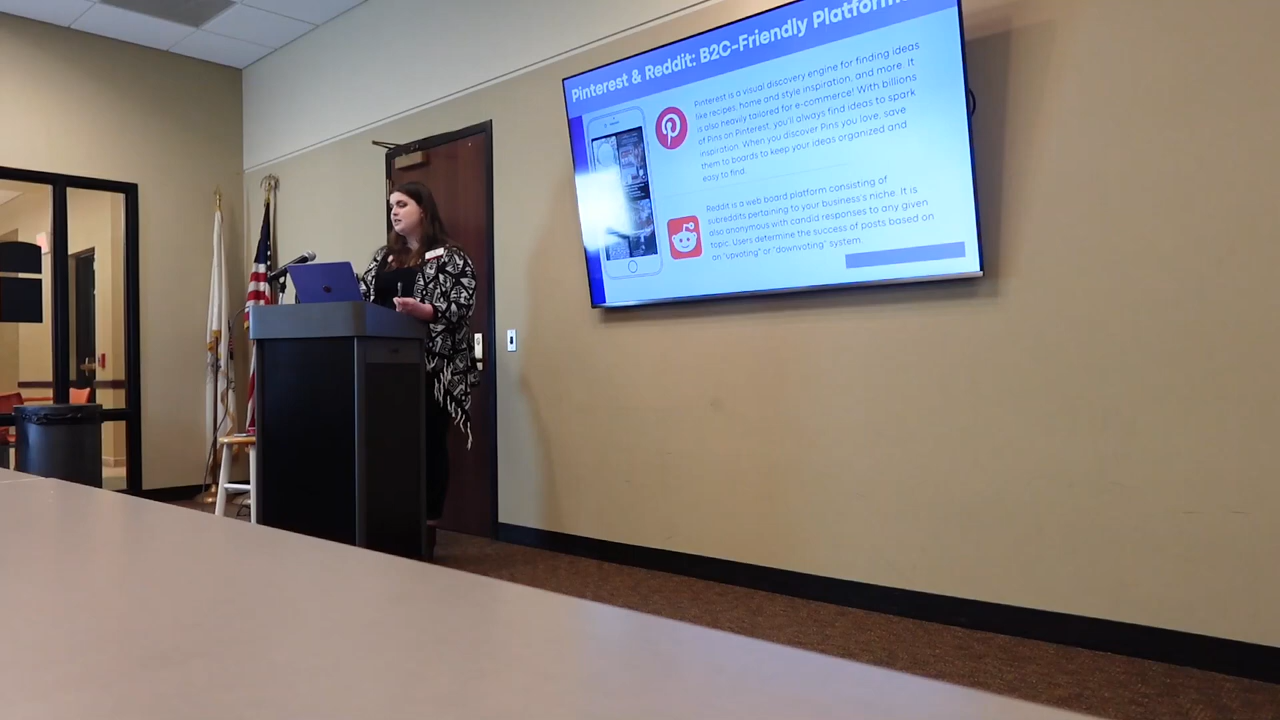 Pinterest & Reddit: B2C-Friendly Platform
Pinterest is a visual discovery engine for finding ideas
like recipes, home and style inspiration, and more. It
is also heavily tailored for e-commerce! With billions
of Pins on Pinterest, you'll always find ideas to spark
inspiration. When you discover Pins you love, save
them to boards to keep your ideas organized and
easy to find.
Reddit is a web board platform consisting of
subreddits pertaining to your business's niche. It is
also anonymous with candid responses to any given
topic. Users determine the success of posts based on
an "upvoting" or "downvoting" system.